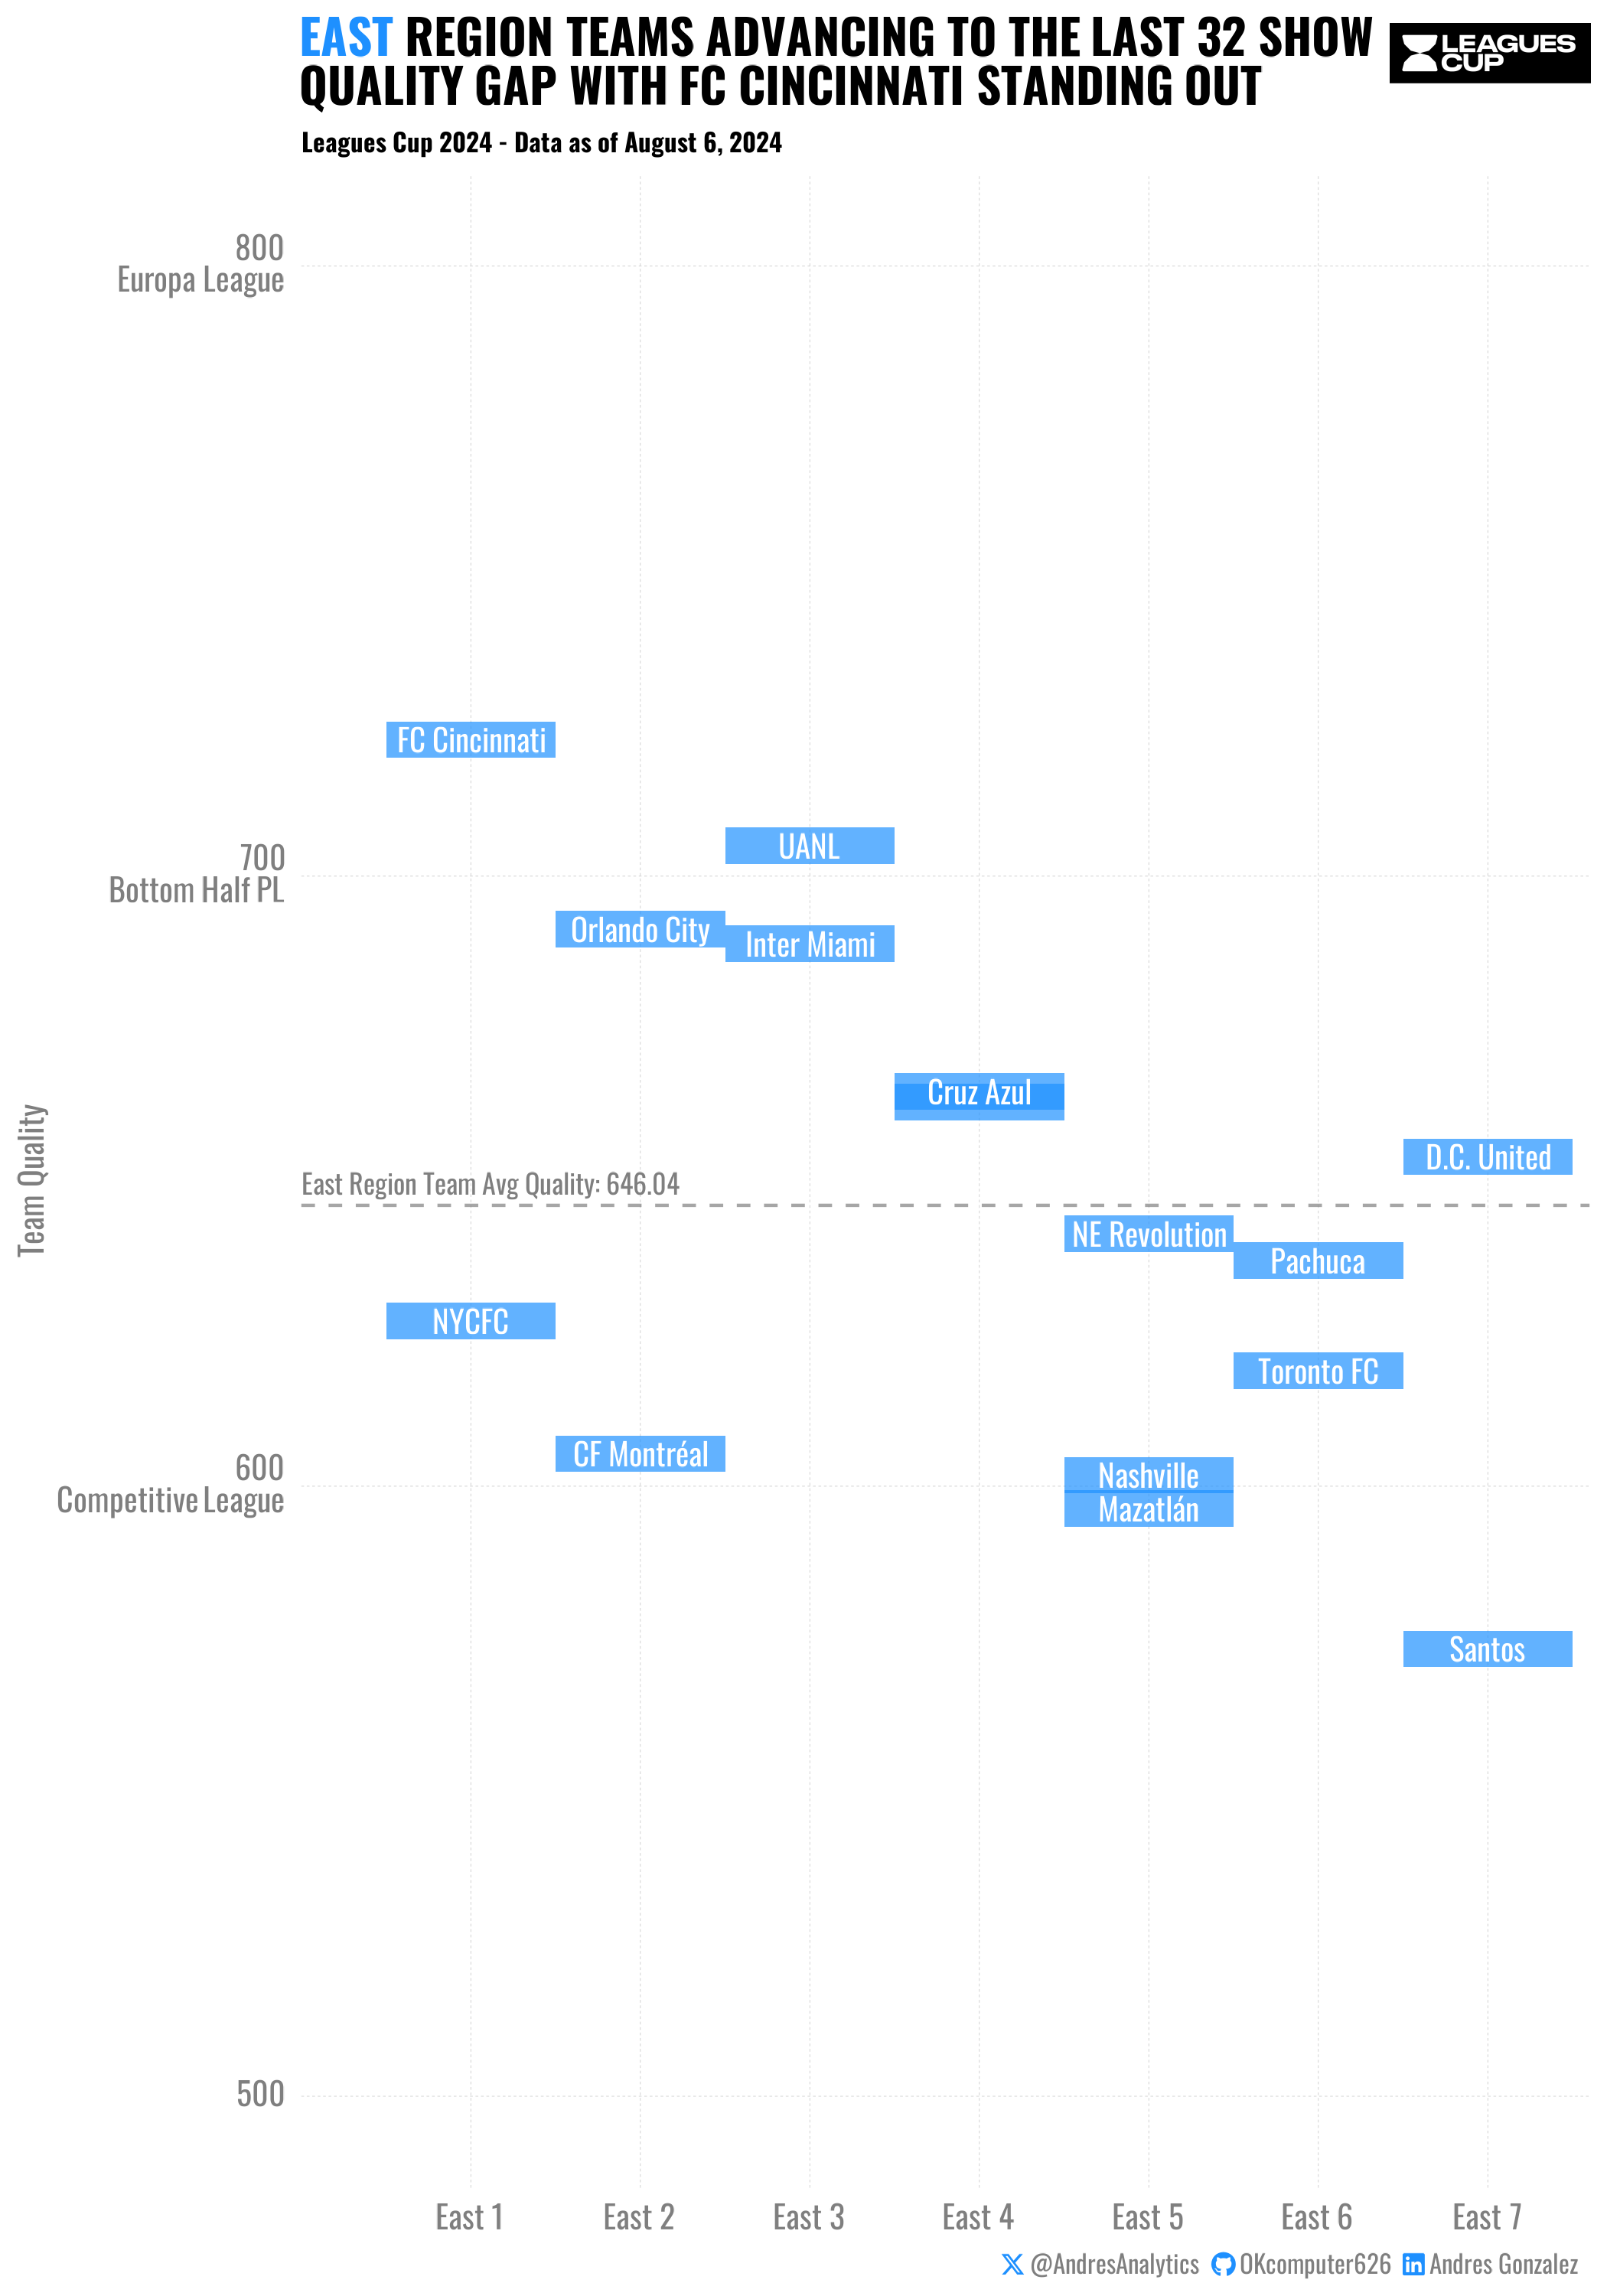 EAST REGION TEAMS ADVANCING TO THE LAST 32 SHOW
QUALITY GAP WITH FC CINCINNATI STANDING OUT
LEAGUES
CUP
Leagues Cup 2024 - Data as of August 6, 2024
800
Europa League
FC Cincinnati
UANL
700
Bottom Half PL
Orlando City
Inter Miami
Cruz Azul
D.C. United
Team Quality
East Region Team Avg Quality: 646.04
NE Revolution
Pachuca
NYCFC
Toronto FC
CF Montréal
600
Competitive League
Nashville
Mazatlán
Santos
500
East 1 East 2 East 3 East 4 East 5 East 6 East 7
@AndresAnalytics OKcomputer626 Andres Gonzalez